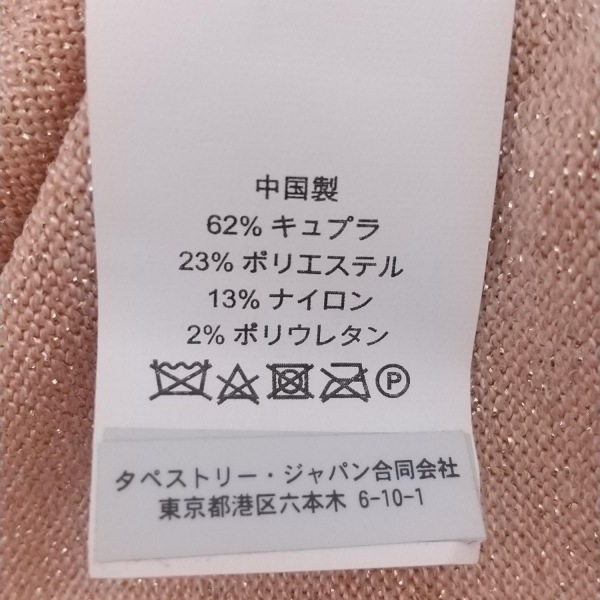 中国製
62% キュプラ
23% ポリエステル
13% ナイロン
2% ポリウレタン
P
タペストリー・ジャパン合同会社
東京都港区六本木 6-10-1